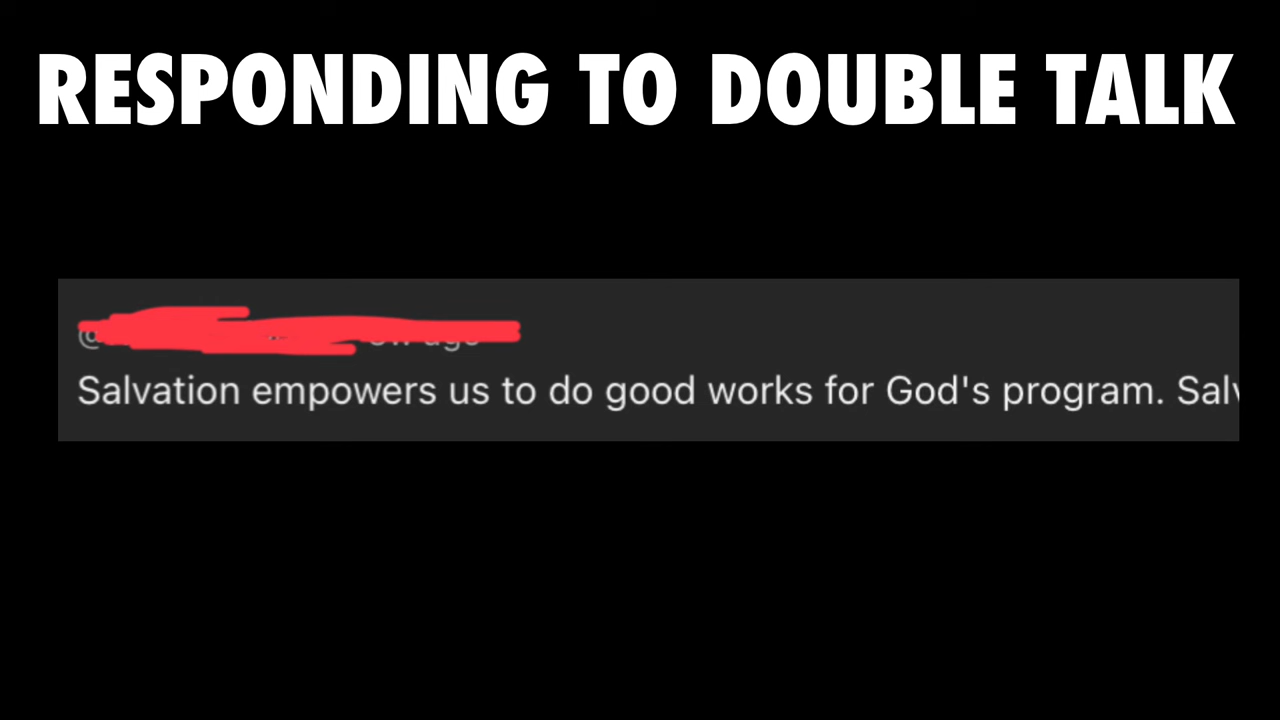 RESPONDING TO DOUBLE TALK
@
Salvation empowers us to do good works for God's program.